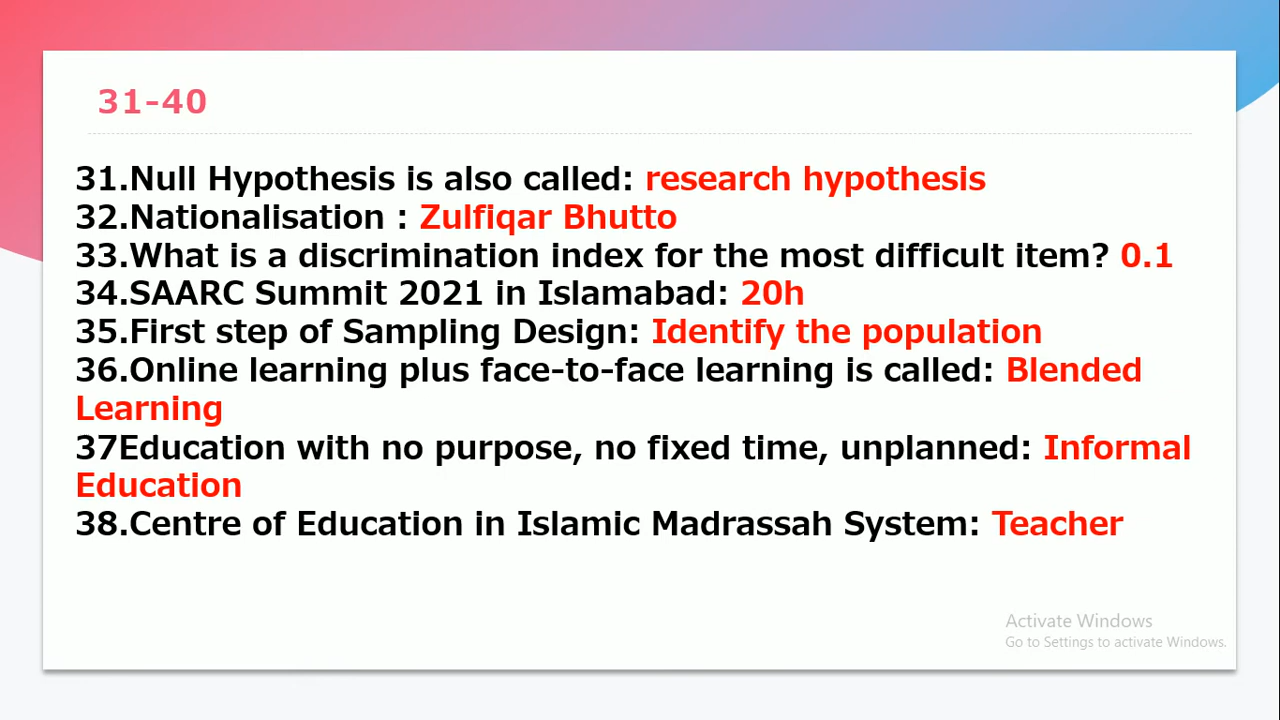 31-40
31.Null Hypothesis is also called: research hypothesis
32.Nationalisation : Zulfiqar Bhutto
33.What is a discrimination index for the most difficult item? 0.1
34.SAARC Summit 2021 in Islamabad: 20h
35.First step of Sampling Design: Identify the population
36.Online learning plus face-to-face learning is called: Blended
Learning
37Education with no purpose, no fixed time, unplanned: Informal
Education
38.Centre of Education in Islamic Madrassah System: Teacher
Activate Windows
Go to Settings to activate Windows.